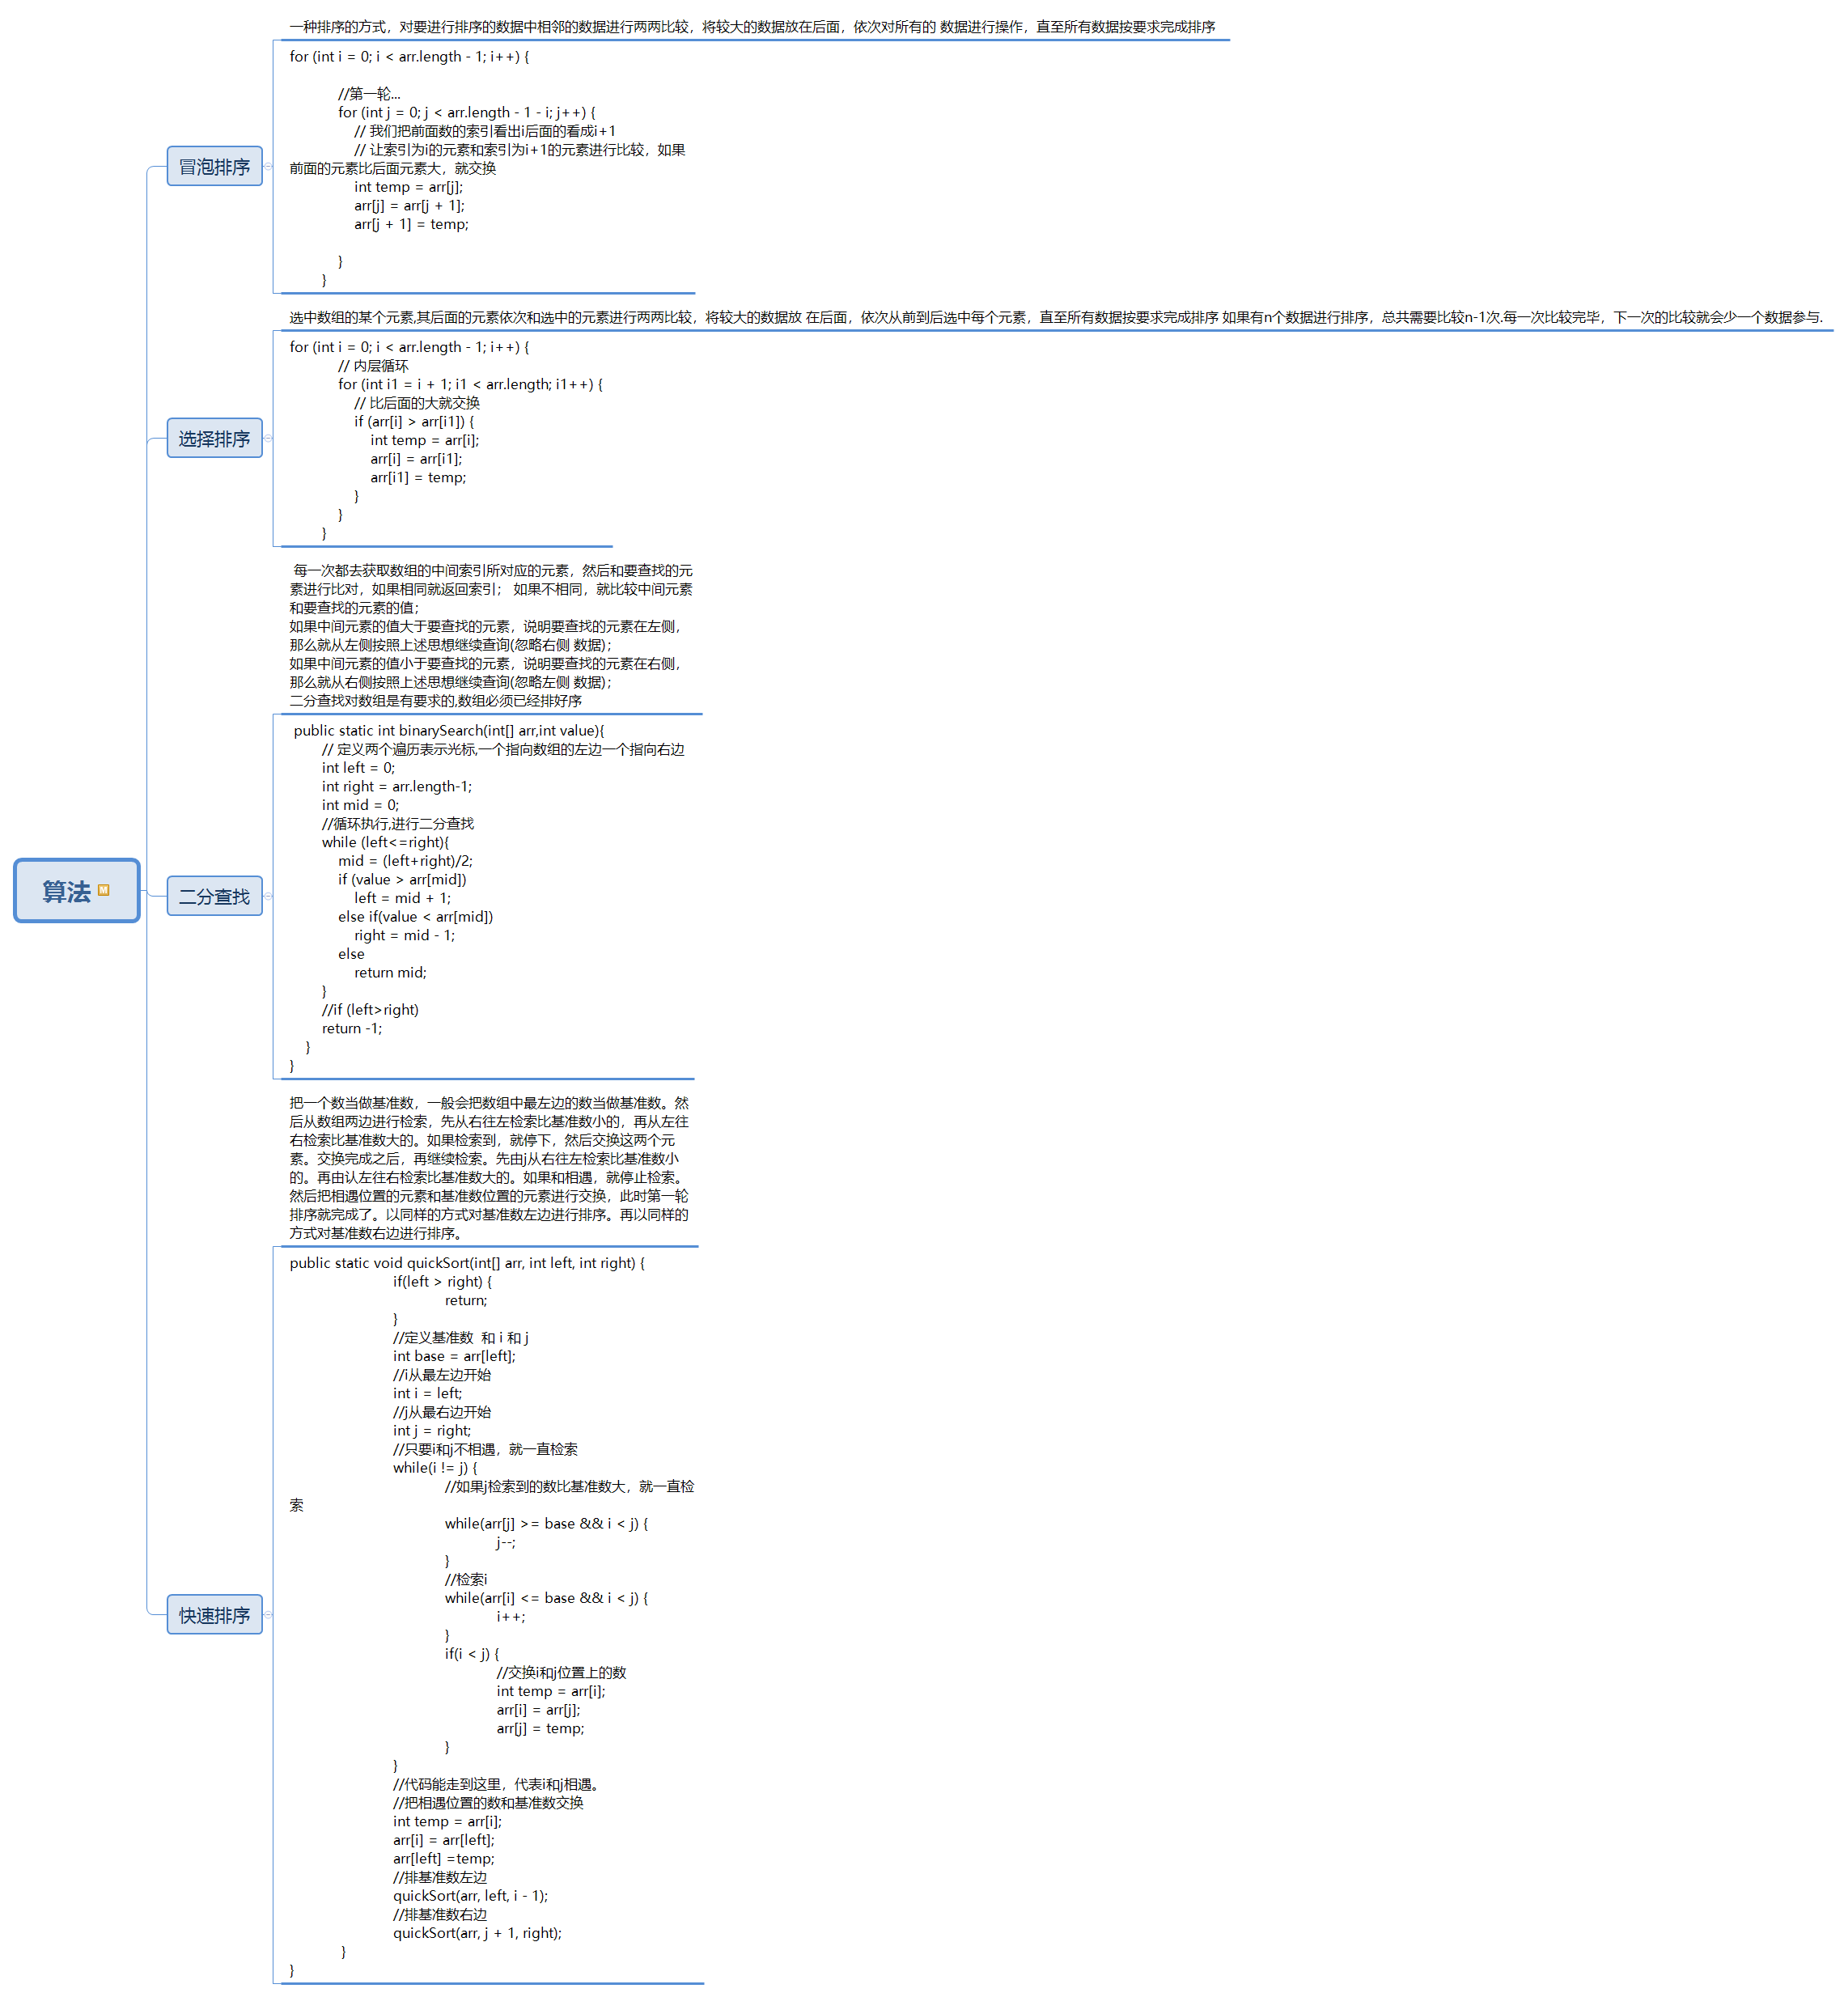 算法
冒泡排序
一种排序的方式，对要进行排序的数据中相邻的数据进行两两比较，将较大的数据放在后面，依次对所有的 数据进行操作，直至所有数据按要求完成排序
for (int i = 0; i < arr.length - 1; i++) {
//第一轮...
for (int j = 0; j < arr.length - 1 - i; j++) {
// 我们把前面数的索引看出i后面的看成i+1
// 让索引为i的元素和索引为i+1的元素进行比较，如果
前面的元素比后面元素大，就交换
int temp = arr[j];
arr[j] = arr[j + 1];
arr[j + 1] = temp;
}
}
选择排序
选中数组的某个元素,其后面的元素依次和选中的元素进行两两比较，将较大的数据放 在后面，依次从前到后选中每个元素，直至所有数据按要求完成排序 如果有n个数据进行排序，总共需要比较n-1次.每一次比较完毕，下一次的比较就会少一个数据参与.
for (int i = 0; i < arr.length - 1; i++) {
// 内层循环
for (int i1 = i + 1; i1 < arr.length; i1++) {
// 比后面的大就交换
if (arr[i] > arr[i1]) {
int temp = arr[i];
arr[i] = arr[i1];
arr[i1] = temp;
}
}
}
二分查找
每一次都去获取数组的中间索引所对应的元素，然后和要查找的元
素进行比对，如果相同就返回索引； 如果不相同，就比较中间元素
和要查找的元素的值；
如果中间元素的值大于要查找的元素，说明要查找的元素在左侧，
那么就从左侧按照上述思想继续查询(忽略右侧 数据)；
如果中间元素的值小于要查找的元素，说明要查找的元素在右侧，
那么就从右侧按照上述思想继续查询(忽略左侧 数据)；
二分查找对数组是有要求的,数组必须已经排好序
public static int binarySearch(int[] arr,int value){
// 定义两个遍历表示光标,一个指向数组的左边一个指向右边
int left = 0;
int right = arr.length-1;
int mid = 0;
//循环执行,进行二分查找
while (left<=right){
mid = (left+right)/2;
if (value > arr[mid])
left = mid + 1;
else if(value < arr[mid])
right = mid - 1;
else
return mid;
}
//if (left>right)
return -1;
}
}
快速排序
把一个数当做基准数，一般会把数组中最左边的数当做基准数。然
后从数组两边进行检索，先从右往左检索比基准数小的，再从左往
右检索比基准数大的。如果检索到，就停下，然后交换这两个元
素。交换完成之后，再继续检索。先由j从右往左检索比基准数小
的。再由认左往右检索比基准数大的。如果和相遇，就停止检索。
然后把相遇位置的元素和基准数位置的元素进行交换，此时第一轮
排序就完成了。以同样的方式对基准数左边进行排序。再以同样的
方式对基准数右边进行排序。
public static void quickSort(int[] arr, int left, int right) {
if(left > right) {
return;
}
//定义基准数  和 i 和 j
int base = arr[left];
//i从最左边开始
int i = left;
//j从最右边开始
int j = right;
//只要i和j不相遇，就一直检索
while(i != j) {
//如果j检索到的数比基准数大，就一直检
索
while(arr[j] >= base && i < j) {
j--;
}
//检索i
while(arr[i] <= base && i < j) {
i++;
}
if(i < j) {
//交换i和j位置上的数
int temp = arr[i];
arr[i] = arr[j];
arr[j] = temp;
}
}
//代码能走到这里，代表i和j相遇。
//把相遇位置的数和基准数交换
int temp = arr[i];
arr[i] = arr[left];
arr[left] =temp;
//排基准数左边
quickSort(arr, left, i - 1);
//排基准数右边
quickSort(arr, j + 1, right);
}
}